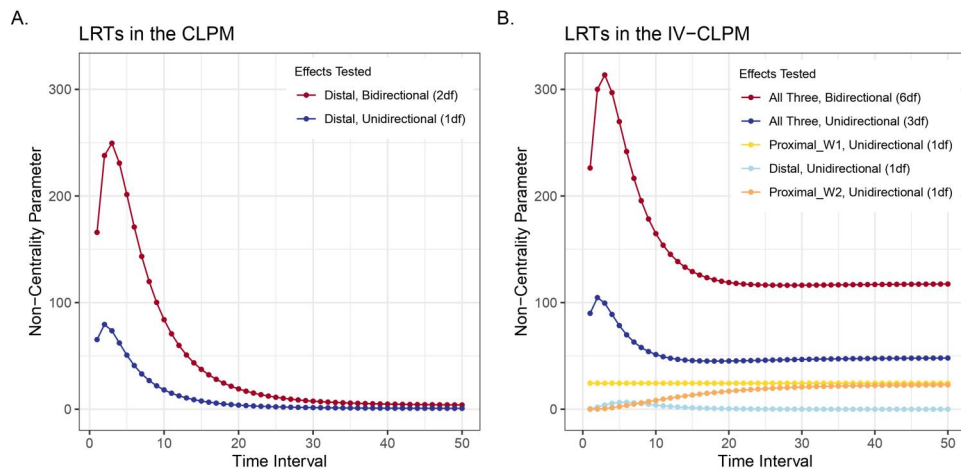 A.
LRTs in the CLPM
Effects Tested
Distal, Bidirectional (2df)
Distal, Unidirectional (1df)
Non−Centrality Parameter
300
200
100
0
0 10 20 30 40 50
Time Interval
B.
LRTs in the IV−CLPM
Effects Tested
All Three, Bidirectional (6df)
All Three, Unidirectional (3df)
Proximal_W1, Unidirectional (1df)
Distal, Unidirectional (1df)
Proximal_W2, Unidirectional (1df)
Non−Centrality Parameter
300
200
100
0
0 10 20 30 40 50
Time Interval